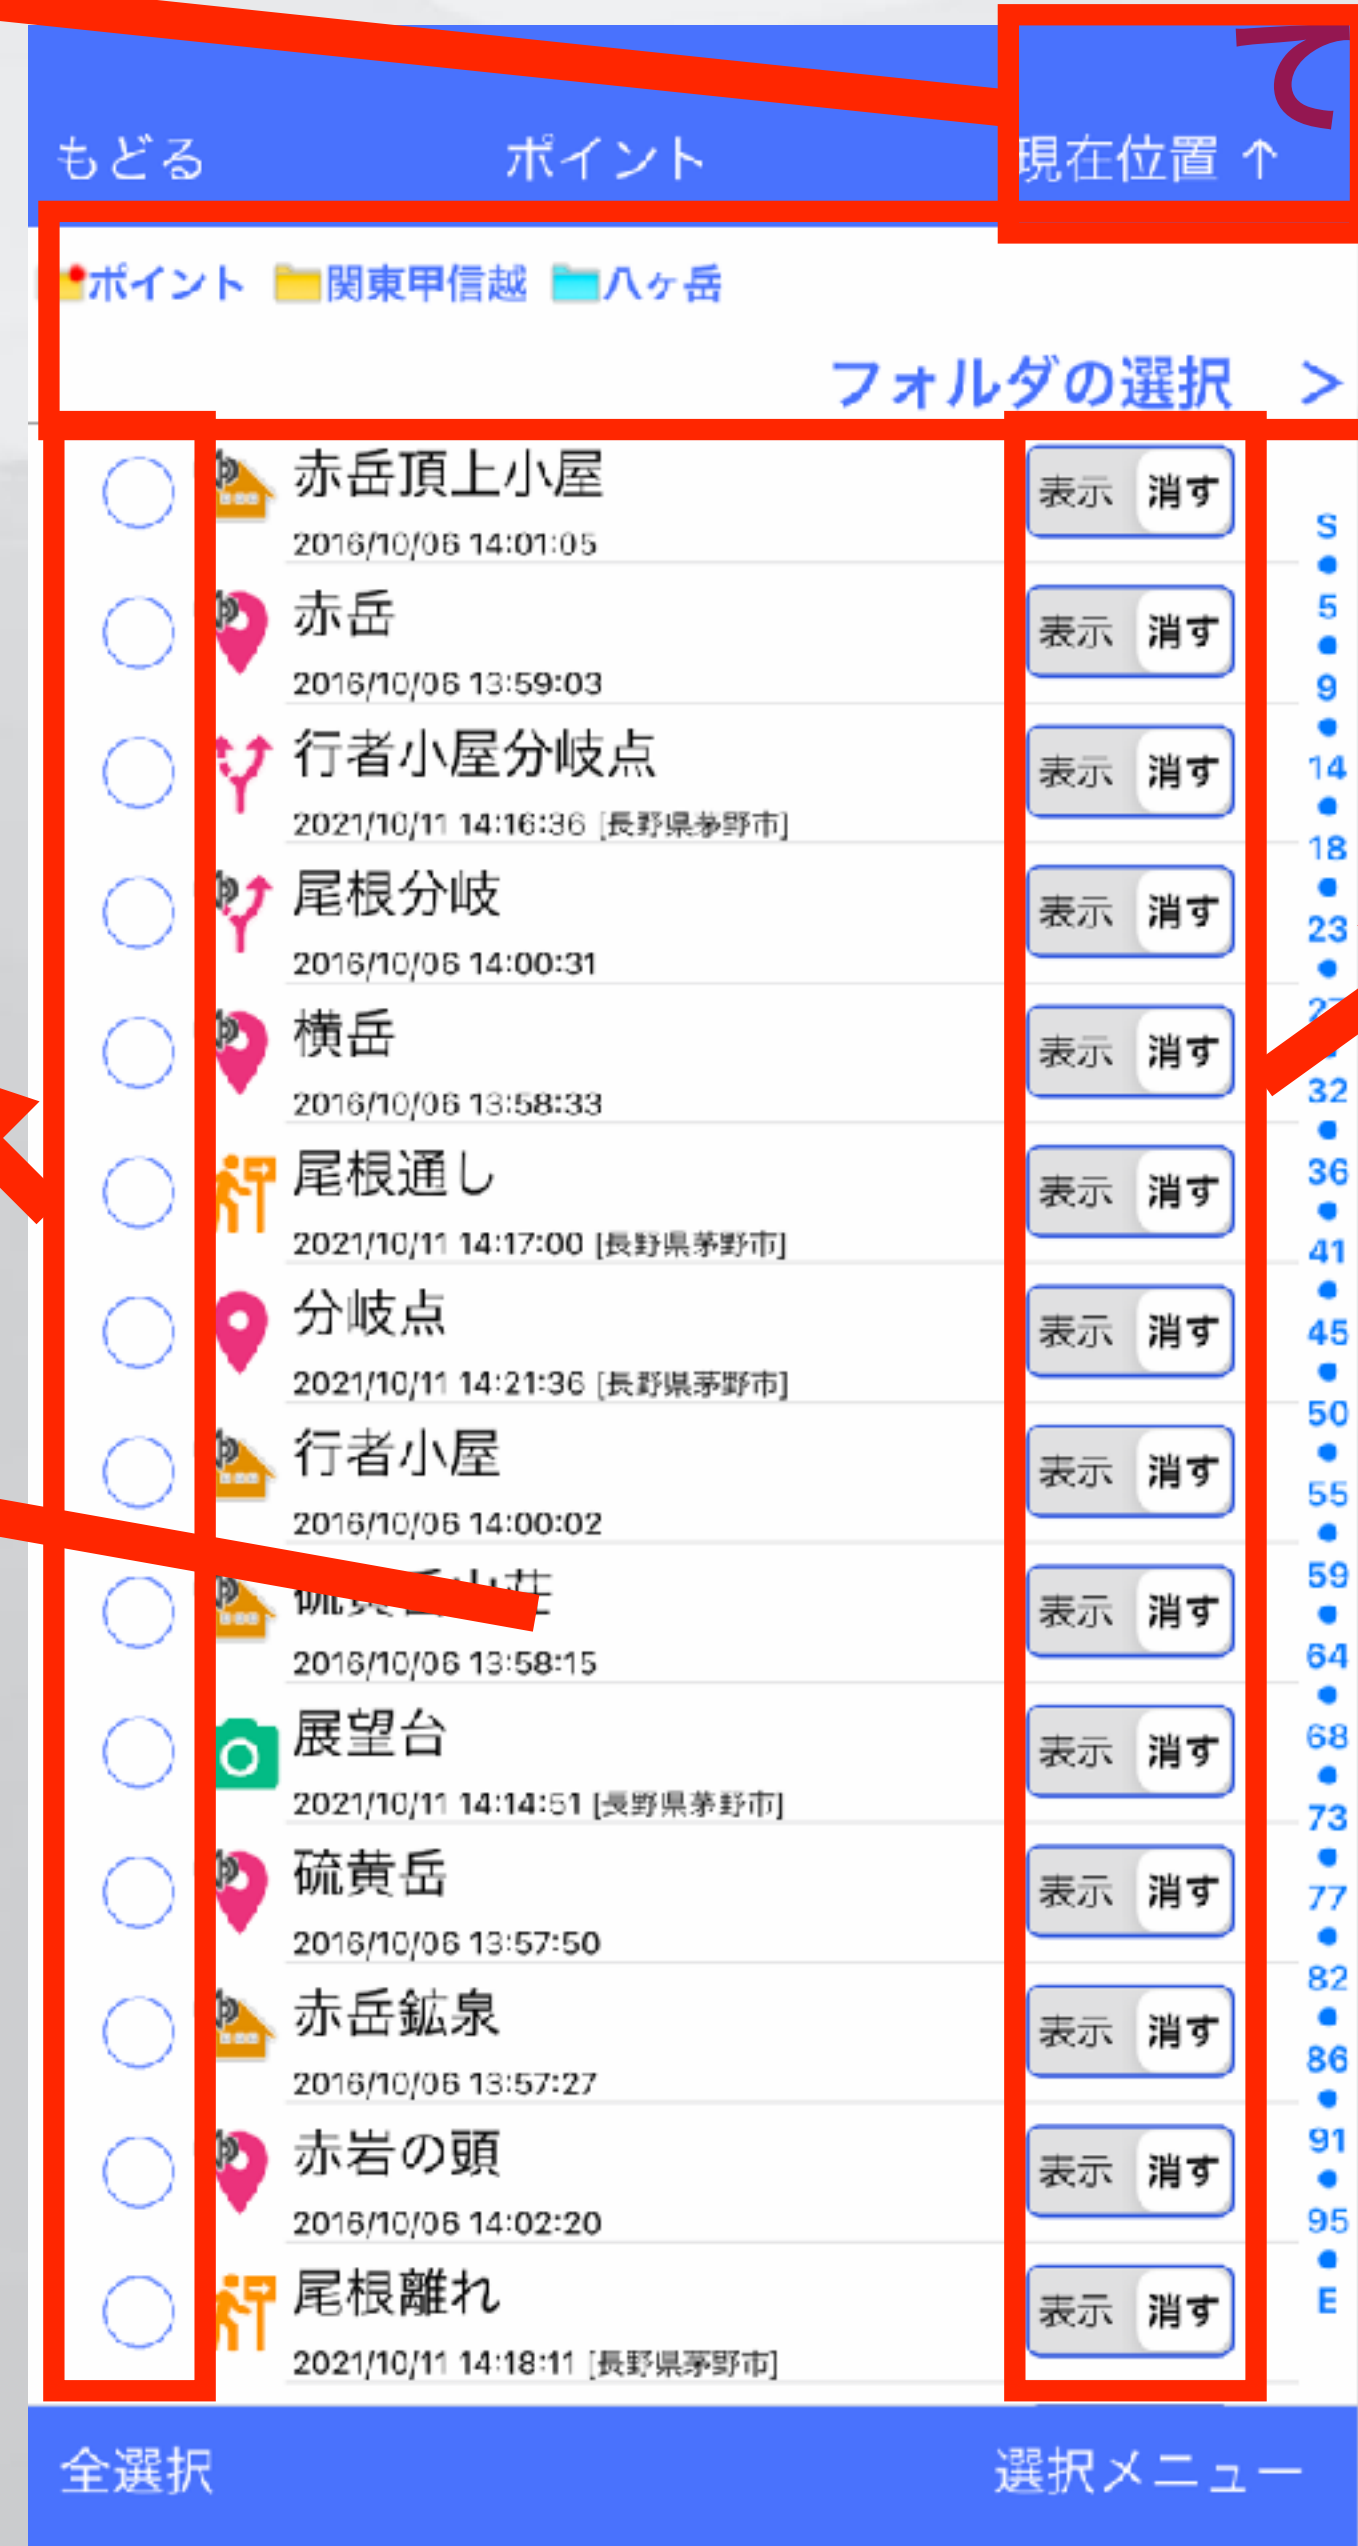 て
もどる ポイント 現在位置 ↑
ポイント 関東甲信越 八ヶ岳
フォルダの選択 >
赤岳頂上小屋 表示 消す
2016/10/06 14:01:05
赤岳 表示 消す
2016/10/06 13:59:03
行者小屋分岐点 表示 消す
2021/10/11 14:16:36 [長野県茅野市]
尾根分岐 表示 消す
2016/10/06 14:00:31
横岳 表示 消す
2016/10/06 13:58:33
尾根通し 表示 消す
2021/10/11 14:17:00 [長野県茅野市]
分岐点 表示 消す
2021/10/11 14:21:36 [長野県茅野市]
行者小屋 表示 消す
2016/10/06 14:00:02
荘 表示 消す
2016/10/06 13:58:15
展望台 表示 消す
2021/10/11 14:14:51 [長野県茅野市]
硫黄岳 表示 消す
2016/10/06 13:57:50
赤岳鉱泉 表示 消す
2016/10/06 13:57:27
赤岩の頭 表示 消す
2016/10/06 14:02:20
尾根離れ 表示 消す
2021/10/11 14:18:11 [長野県茅野市]
S
5
9
14
18
23
32
36
41
45
50
55
59
64
68
73
77
82
86
91
95
E
全選択 選択メニュー